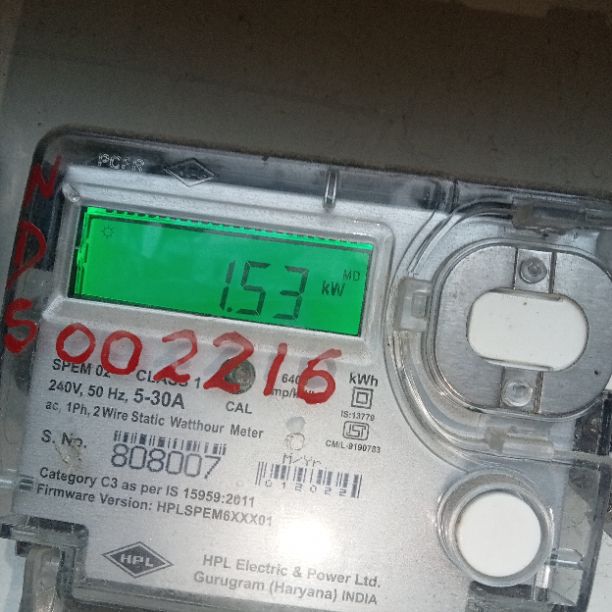 N
D
S 002216
MD
1.53 kW
SPEM 02 CLASS 1 kWh
240V, 50 Hz, 5-30A
CAL
IS:13779
ac, 1Ph, 2 Wire Static Watthour Meter
CM/L-9190783
S. No.
808007
M/Yr
012022
Category C3 as per IS 15959:2011
Firmware Version: HPLSPEM6XXX01
HPL
HPL Electric & Power Ltd.
Gurugram (Haryana) INDIA